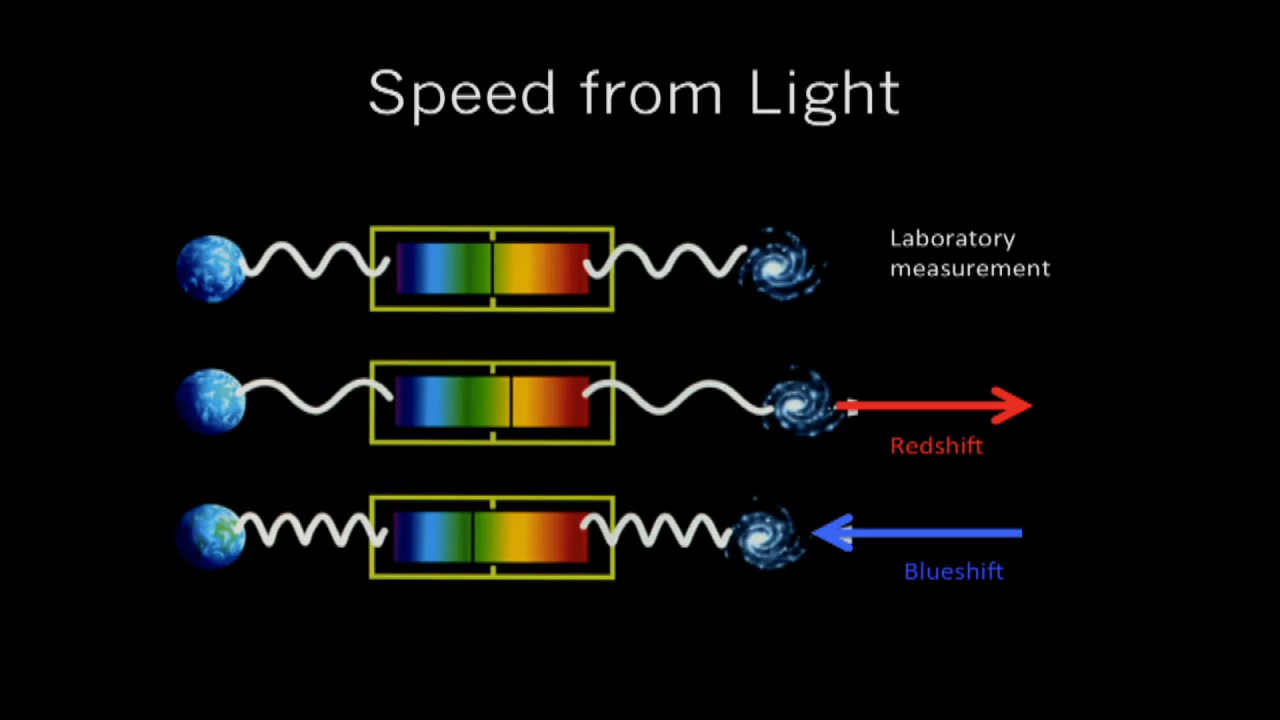 Speed from Light
Laboratory
measurement
Redshift
Blueshift